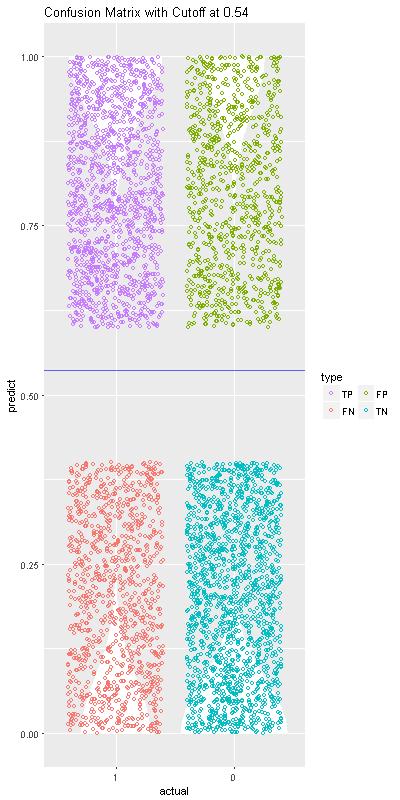 Confusion Matrix with Cutoff at 0.54
1.00
0.75
0.50
0.25
0.00
predict
1
0
actual
type
TP FP
FN TN